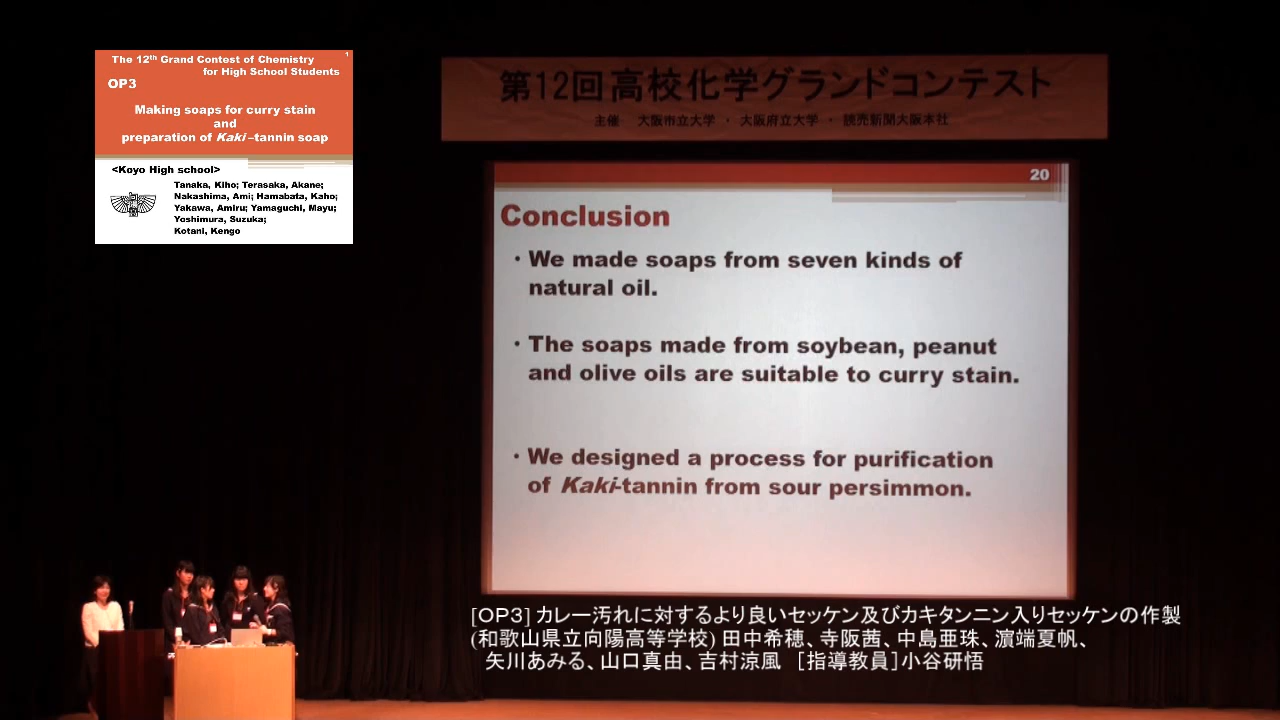 The 12th Grand Contest of Chemistry
for High School Students
1
OP3
Making soaps for curry stain
and
preparation of Kaki–tannin soap
<Koyo High school>
Tanaka, Kiho; Terasaka, Akane;
Nakashima, Ami; Hamabata, Kaho;
Yakawa, Amiru; Yamaguchi, Mayu;
Yoshimura, Suzuka;
Kotani, Kengo
第12回高校化学グランドコンテスト
主催 大阪市立大学 ・ 大阪府立大学 ・ 読売新聞大阪本社
20
Conclusion
・We made soaps from seven kinds of
natural oil.
・The soaps made from soybean, peanut
and olive oils are suitable to curry stain.
・We designed a process for purification
of Kaki-tannin from sour persimmon.
[OP3] カレー汚れに対するより良いセッケン及びカキタンニン入りセッケンの作製
(和歌山県立向陽高等学校) 田中希穂、寺阪茜、中島亜珠、濵端夏帆、
矢川あみる、山口真由、吉村涼風 [指導教員]小谷研悟